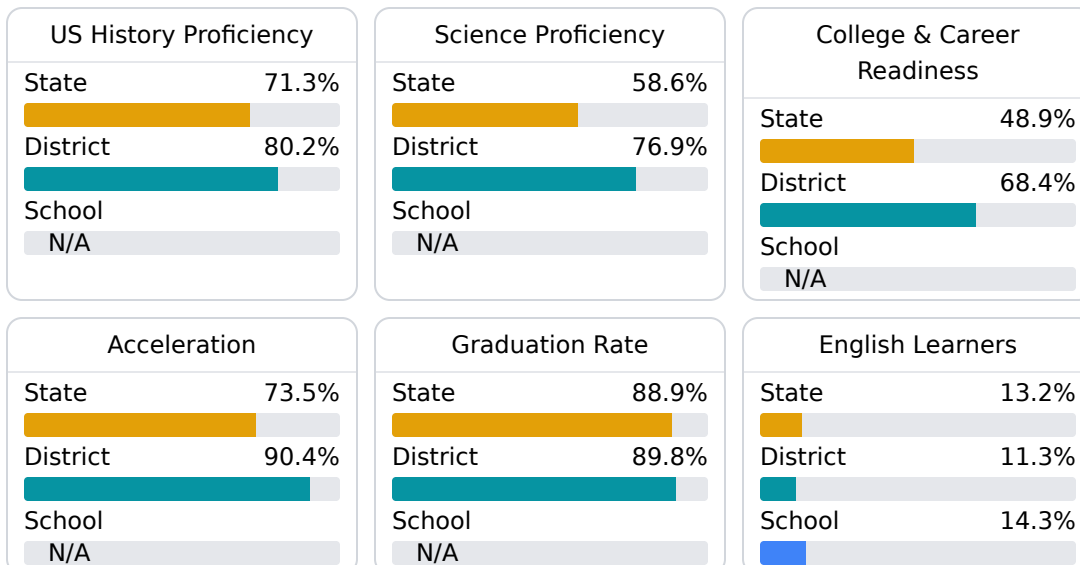 US History Proficiency
State 71.3%
District 80.2%
School
N/A
Science Proficiency
State 58.6%
District 76.9%
School
N/A
College & Career
Readiness
State 48.9%
District 68.4%
School
N/A
Acceleration
State 73.5%
District 90.4%
School
N/A
Graduation Rate
State 88.9%
District 89.8%
School
N/A
English Learners
State 13.2%
District 11.3%
School 14.3%